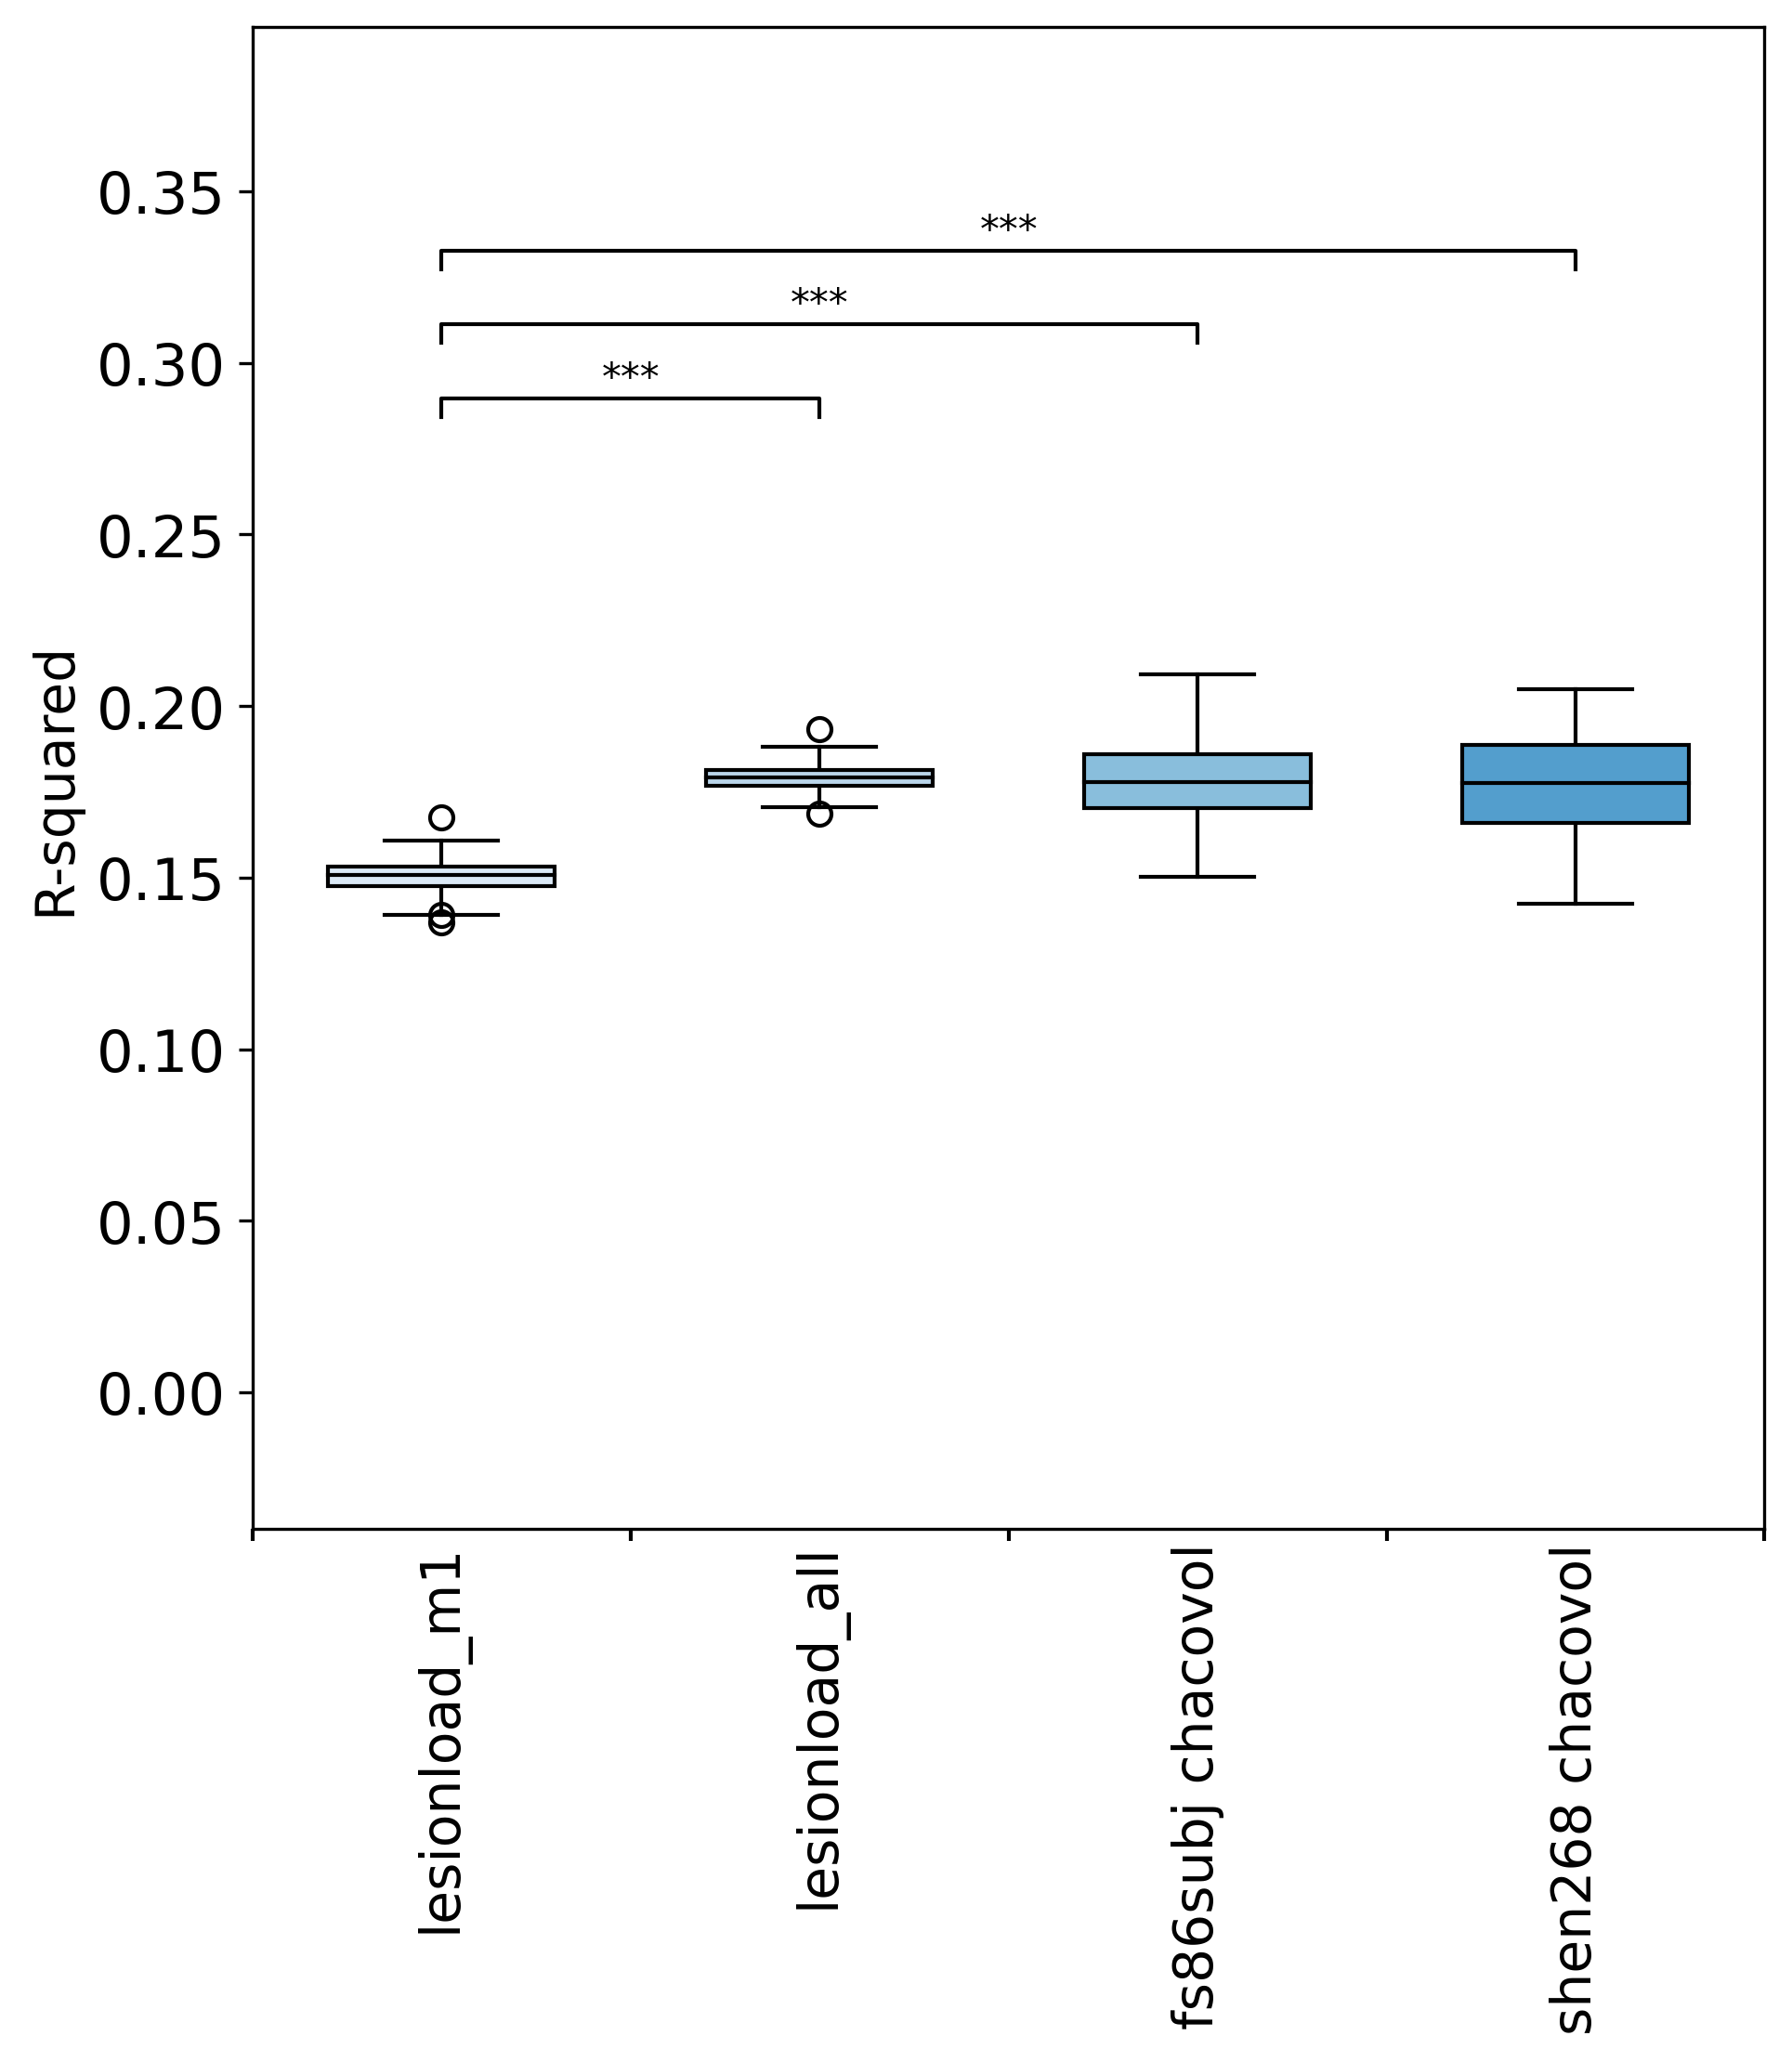 R-squared
0.35
0.30
0.25
0.20
0.15
0.10
0.05
0.00
***
***
***
lesionload_m1
lesionload_all
fs86subj chacovol
shen268 chacovol